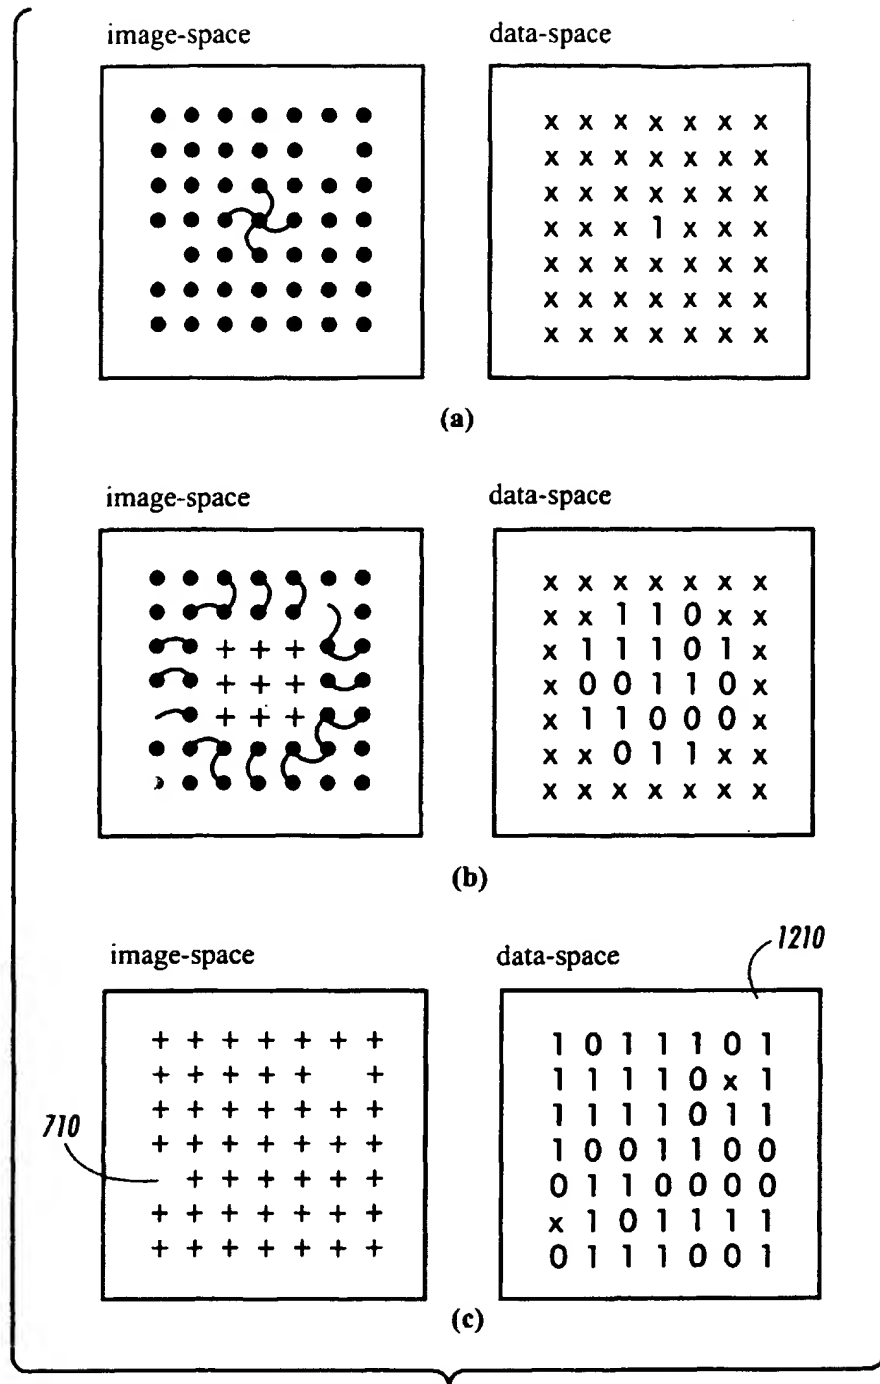 image-space data-space
x x x x x x x
x x x x x x x
x x x x x x x
x x x 1 x x x
x x x x x x x
x x x x x x x
x x x x x x x
(a)
image-space data-space
x x x x x x x
x x 1 1 0 x x
x 1 1 1 0 1 x
x 0 0 1 1 0 x
x 1 1 0 0 0 x
x x 0 1 1 x x
x x x x x x x
(b)
1210
image-space data-space
+ + + + + + + 1 0 1 1 1 0 1
+ + + + + + 1 1 1 1 0 x 1
710
+ + + + + + + 1 1 1 1 0 1 1
+ + + + + + + 1 0 0 1 1 0 0
+ + + + + + 0 1 1 0 0 0 0
+ + + + + + + x 1 0 1 1 1 1
+ + + + + + + 0 1 1 1 0 0 1
(c)